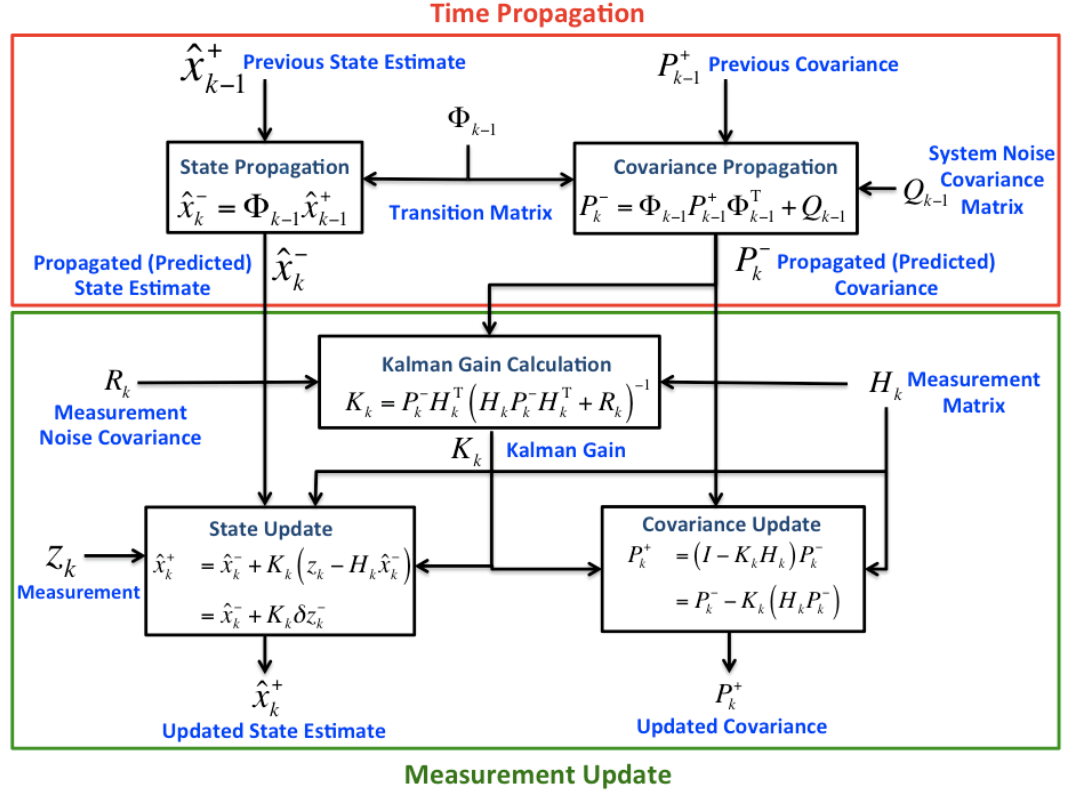 Time Propagation
x̂⁺ₖ₋₁ Previous State Estimate
P⁺ₖ₋₁ Previous Covariance
Φₖ₋₁
State Propagation
x̂⁻ₖ = Φₖ₋₁x̂⁺ₖ₋₁
Transition Matrix
Covariance Propagation
P⁻ₖ = Φₖ₋₁P⁺ₖ₋₁Φᵀₖ₋₁ + Qₖ₋₁
System Noise
Covariance
Matrix
Qₖ₋₁
Propagated (Predicted)
State Estimate
x̂⁻ₖ
P⁻ₖ Propagated (Predicted)
Covariance
Kalman Gain Calculation
Kₖ = P⁻ₖHᵀₖ(HₖP⁻ₖHᵀₖ + Rₖ)⁻¹
Rₖ
Measurement
Noise Covariance
Hₖ Measurement
Matrix
Kₖ Kalman Gain
State Update
x̂⁺ₖ = x̂⁻ₖ + Kₖ(zₖ − Hₖx̂⁻ₖ)
= x̂⁻ₖ + Kₖδz⁻ₖ
zₖ
Measurement
Covariance Update
P⁺ₖ = (I − KₖHₖ)P⁻ₖ
= P⁻ₖ − Kₖ(HₖP⁻ₖ)
x̂⁺ₖ
Updated State Estimate
P⁺ₖ
Updated Covariance
Measurement Update